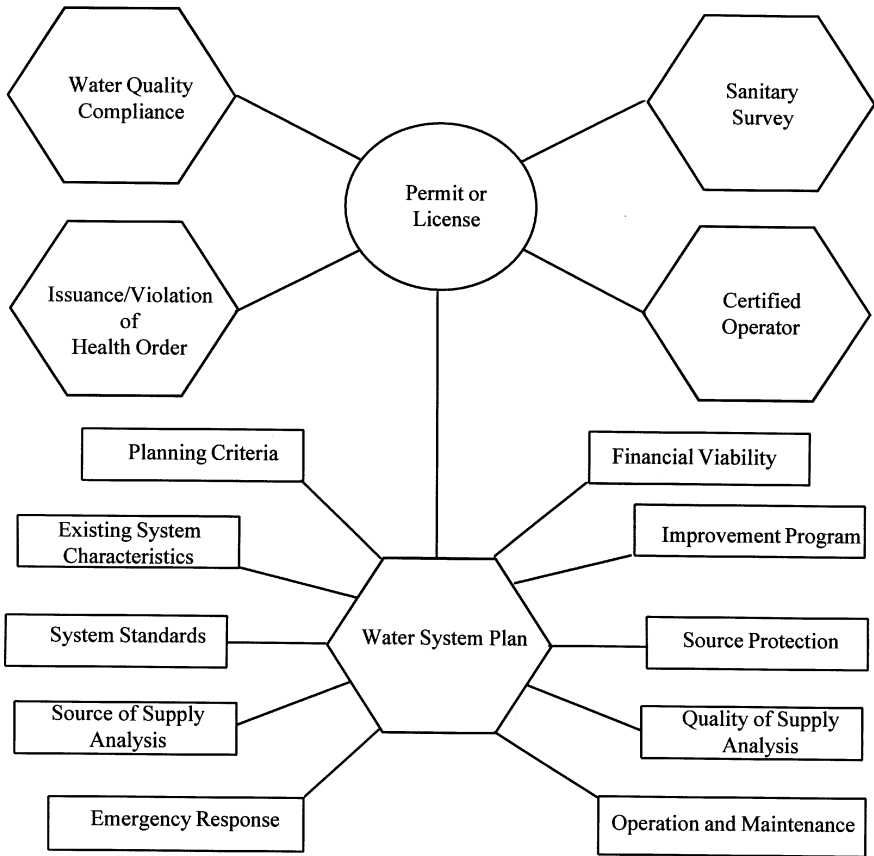 Water Quality
Compliance
Sanitary
Survey
Permit or
License
Issuance/Violation
of
Health Order
Certified
Operator
Planning Criteria
Financial Viability
Existing System
Characteristics
Improvement Program
System Standards
Water System Plan
Source Protection
Source of Supply
Analysis
Quality of Supply
Analysis
Emergency Response
Operation and Maintenance